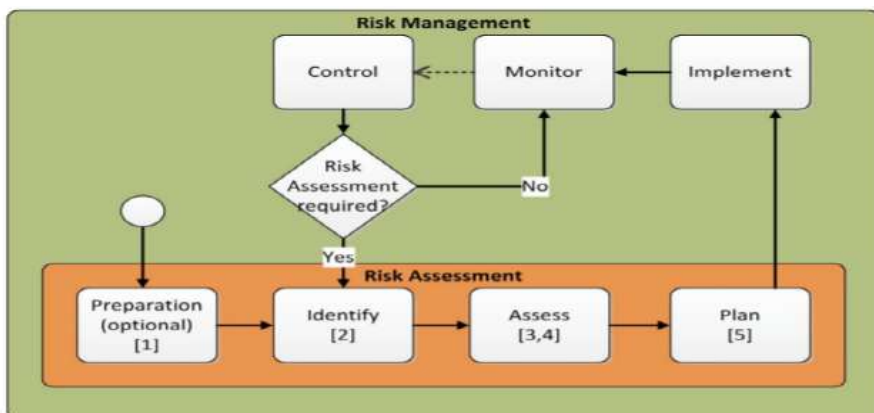 Risk Management
Control
Monitor
Implement
Risk
Assessment
required?
No
Yes
Risk Assessment
Preparation
(optional)
[1]
Identify
[2]
Assess
[3,4]
Plan
[5]